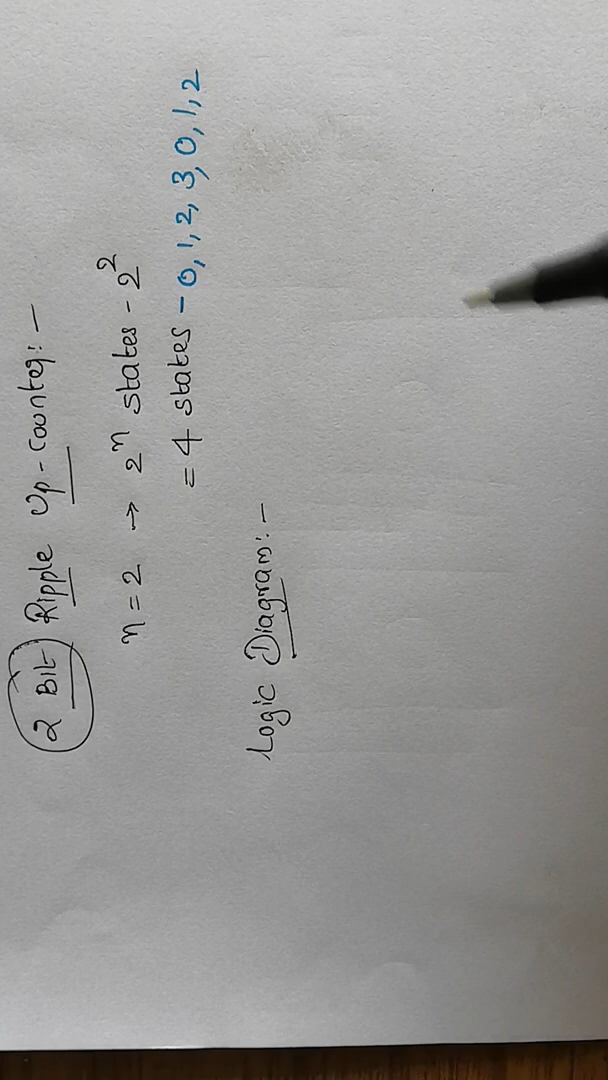 2 Bit Ripple Up-Counter:-
n = 2 → 2ⁿ states - 2²
= 4 states - 0, 1, 2, 3, 0, 1, 2
Logic Diagram:-